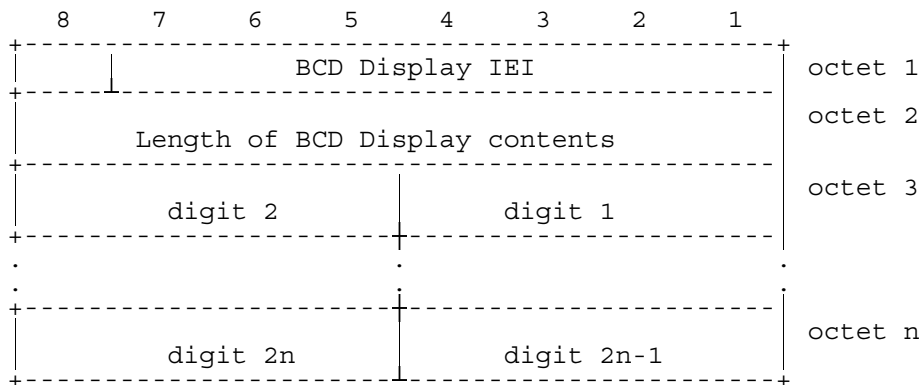 8 7 6 5 4 3 2 1
BCD Display IEI octet 1
octet 2
Length of BCD Display contents
octet 3
digit 2 digit 1
octet n
digit 2n digit 2n-1